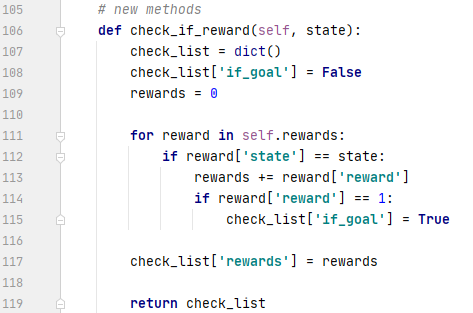 105 # new methods
106 def check_if_reward(self, state):
107 check_list = dict()
108 check_list['if_goal'] = False
109 rewards = 0
110
111 for reward in self.rewards:
112 if reward['state'] == state:
113 rewards += reward['reward']
114 if reward['reward'] == 1:
115 check_list['if_goal'] = True
116
117 check_list['rewards'] = rewards
118
119 return check_list